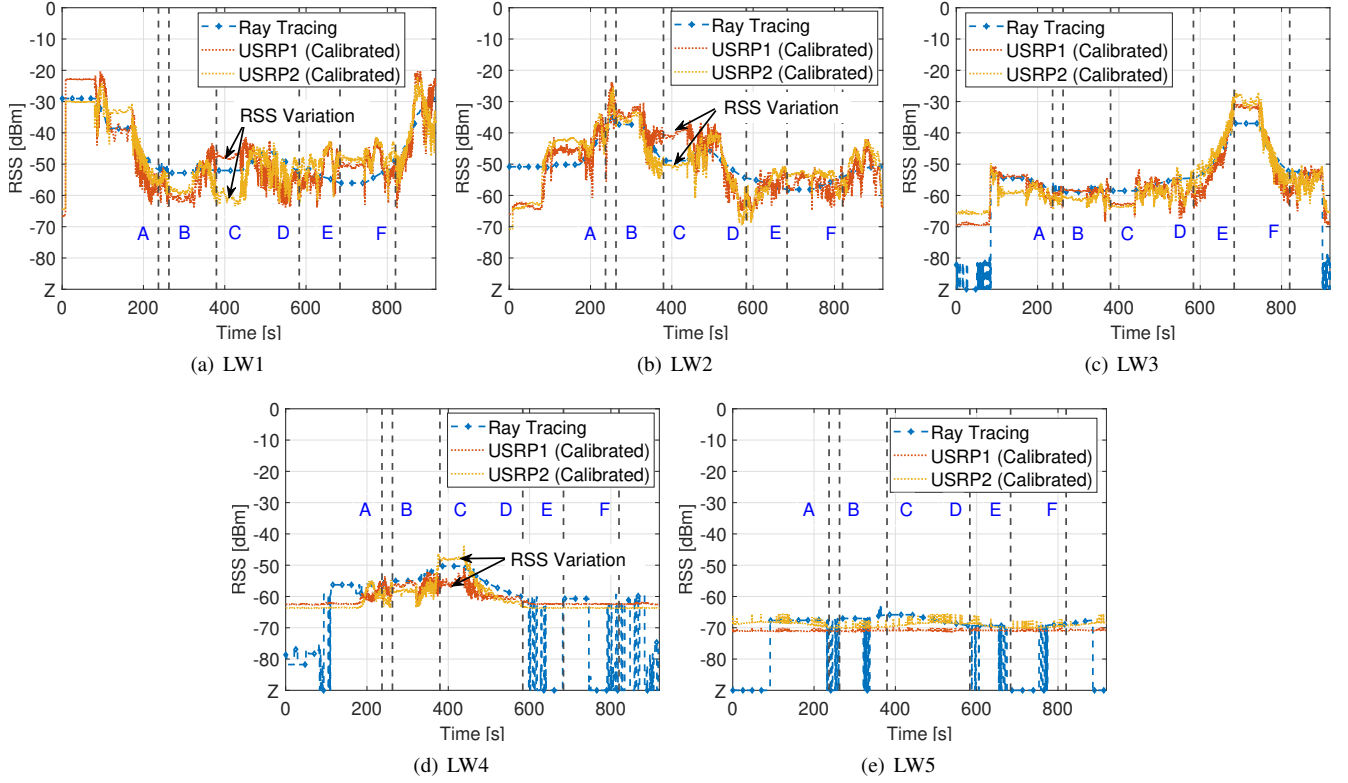 0
-10
-20
-30
-40
-50
-60
-70
-80
Z
RSS [dBm]
Ray Tracing
USRP1 (Calibrated)
USRP2 (Calibrated)
RSS Variation
A B C D E F
0 200 400 600 800
Time [s]
(a) LW1
0
-10
-20
-30
-40
-50
-60
-70
-80
Z
RSS [dBm]
Ray Tracing
USRP1 (Calibrated)
USRP2 (Calibrated)
RSS Variation
A B C D E F
0 200 400 600 800
Time [s]
(b) LW2
0
-10
-20
-30
-40
-50
-60
-70
-80
Z
RSS [dBm]
Ray Tracing
USRP1 (Calibrated)
USRP2 (Calibrated)
A B C D E F
0 200 400 600 800
Time [s]
(c) LW3
0
-10
-20
-30
-40
-50
-60
-70
-80
Z
RSS [dBm]
Ray Tracing
USRP1 (Calibrated)
USRP2 (Calibrated)
A B C D E F
RSS Variation
0 200 400 600 800
Time [s]
(d) LW4
0
-10
-20
-30
-40
-50
-60
-70
-80
Z
RSS [dBm]
Ray Tracing
USRP1 (Calibrated)
USRP2 (Calibrated)
A B C D E F
0 200 400 600 800
Time [s]
(e) LW5